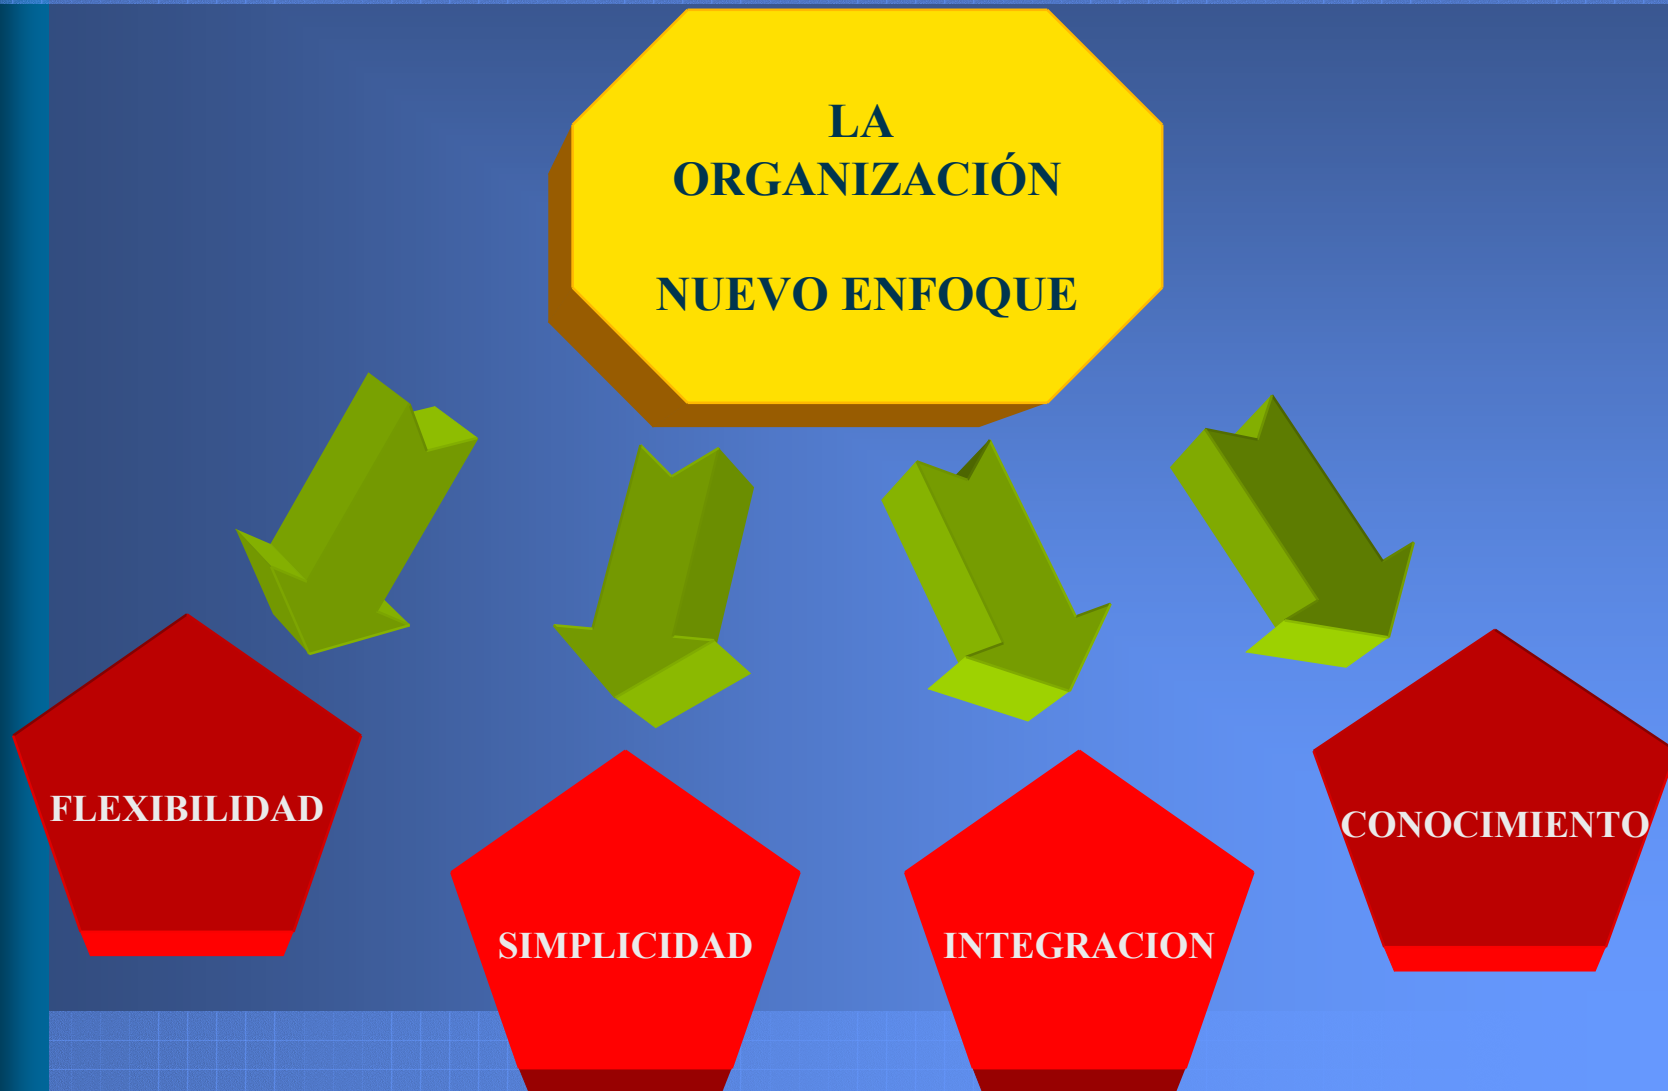 LA
ORGANIZACIÓN
NUEVO ENFOQUE
FLEXIBILIDAD
CONOCIMIENTO
SIMPLICIDAD
INTEGRACION